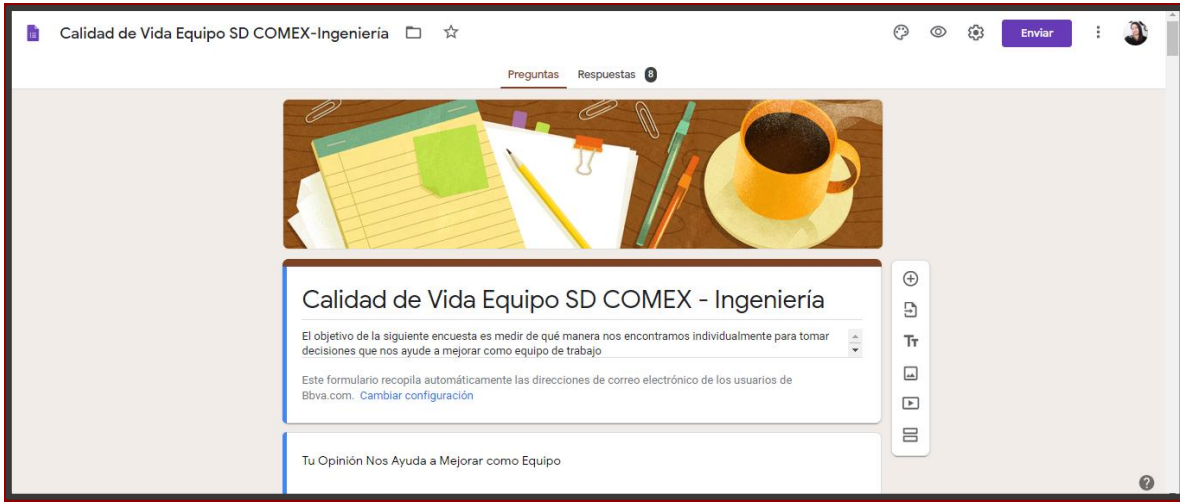 Calidad de Vida Equipo SD COMEX-Ingeniería
Enviar
Preguntas Respuestas 8
Calidad de Vida Equipo SD COMEX - Ingeniería
El objetivo de la siguiente encuesta es medir de qué manera nos encontramos individualmente para tomar
decisiones que nos ayude a mejorar como equipo de trabajo
Este formulario recopila automáticamente las direcciones de correo electrónico de los usuarios de
Bbva.com. Cambiar configuración
Tт
Tu Opinión Nos Ayuda a Mejorar como Equipo